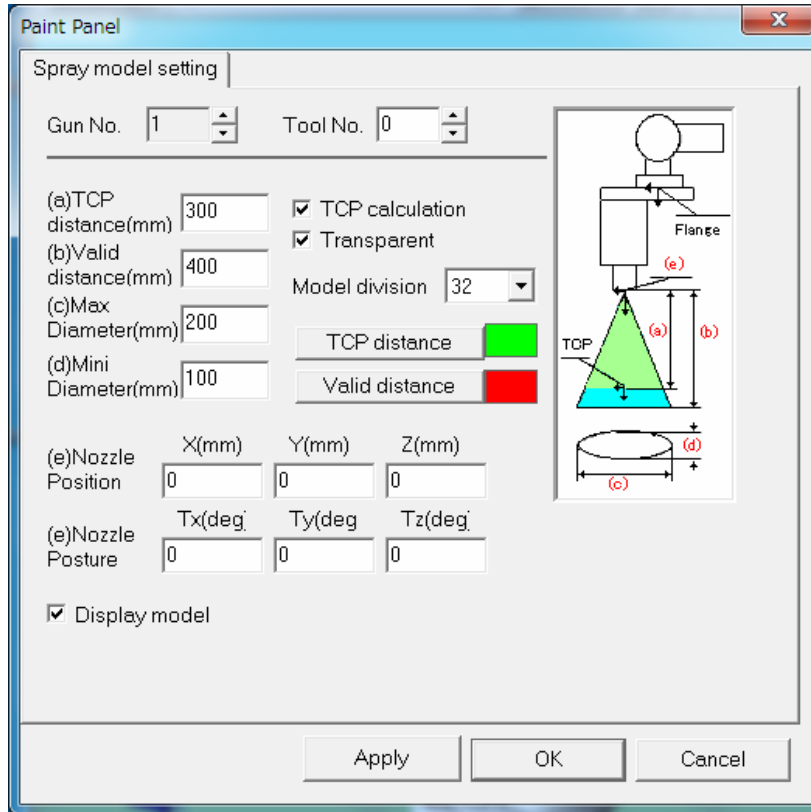 Paint Panel
Spray model setting
Gun No. 1 Tool No. 0
(a)TCP
distance(mm) 300
TCP calculation
Transparent
(b)Valid
distance(mm) 400
Model division 32
(c)Max
Diameter(mm) 200
TCP distance
(d)Mini
Diameter(mm) 100
Valid distance
Flange
(e)
(a) (b)
TCP
(d)
(c)
X(mm) Y(mm) Z(mm)
(e)Nozzle
Position 0 0 0
Tx(deg) Ty(deg Tz(deg)
(e)Nozzle
Posture 0 0 0
Display model
Apply OK Cancel